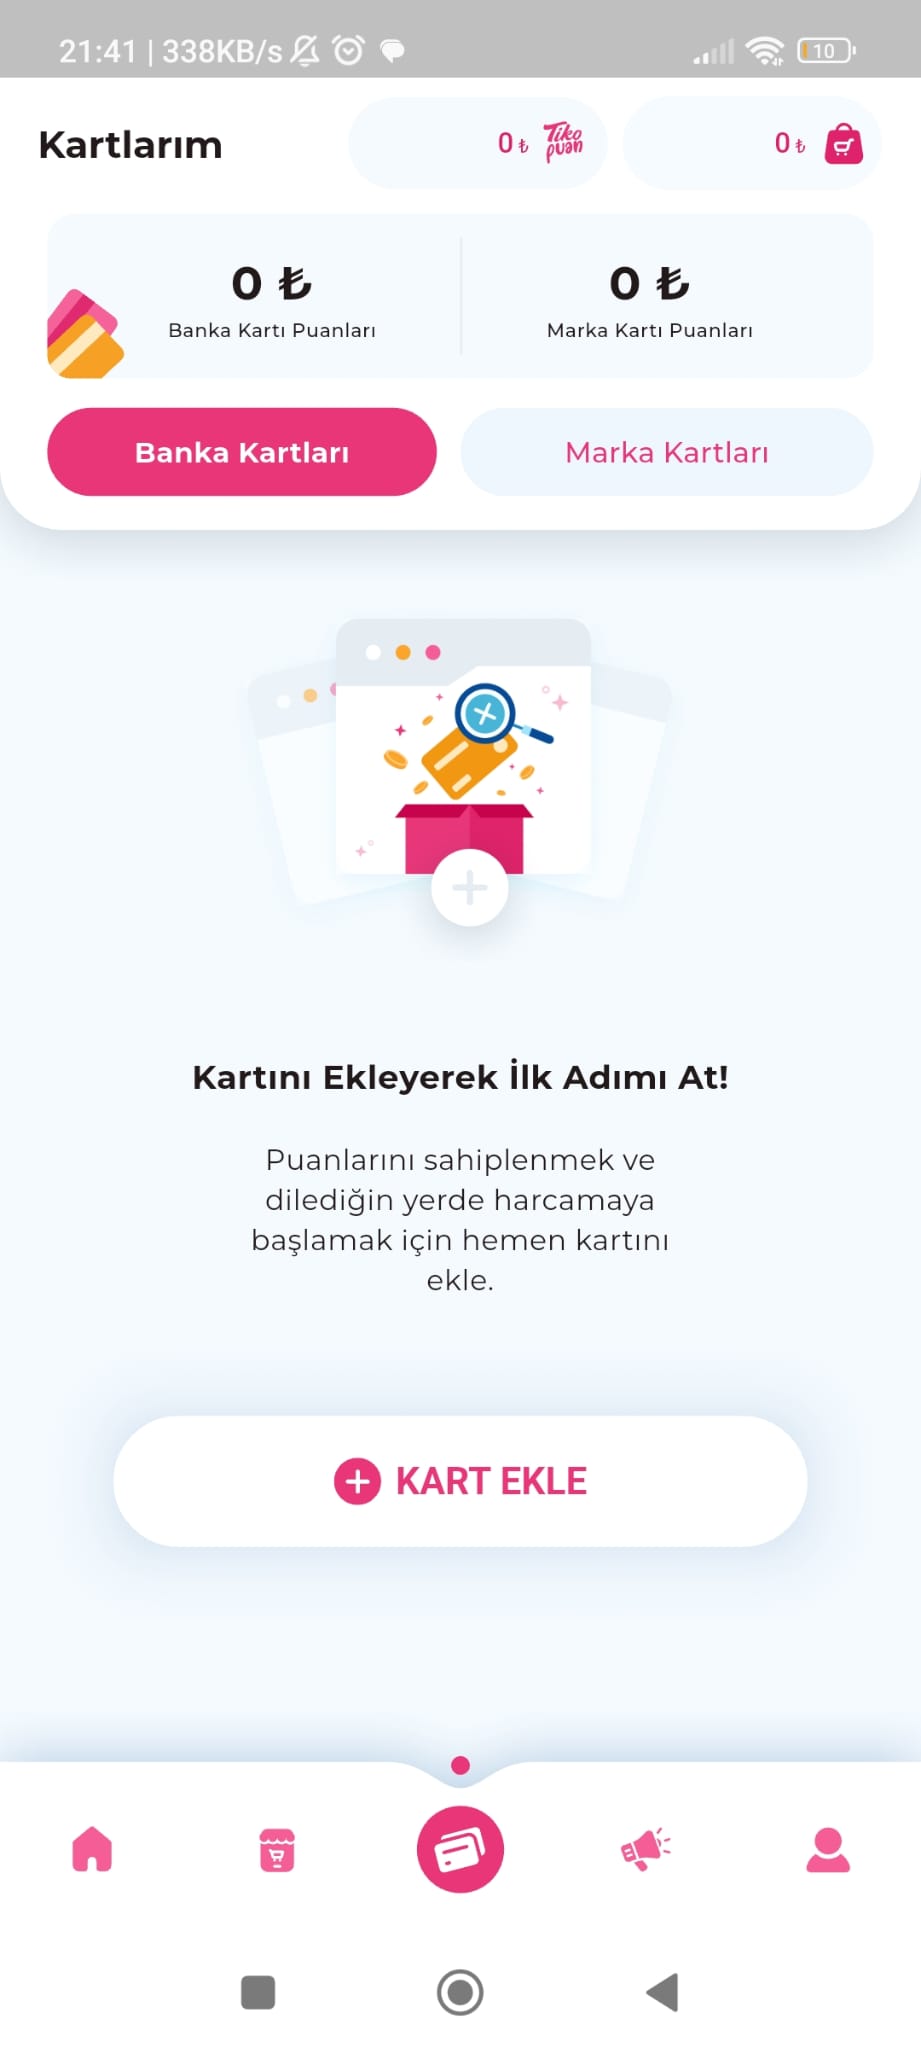 21:41 | 338KB/s
10
Kartlarım
0 ₺
Tiko
puan
0 ₺
0 ₺
0 ₺
Banka Kartı Puanları
Marka Kartı Puanları
Banka Kartları
Marka Kartları
Kartını Ekleyerek İlk Adımı At!
Puanlarını sahiplenmek ve
dilediğin yerde harcamaya
başlamak için hemen kartını
ekle.
KART EKLE